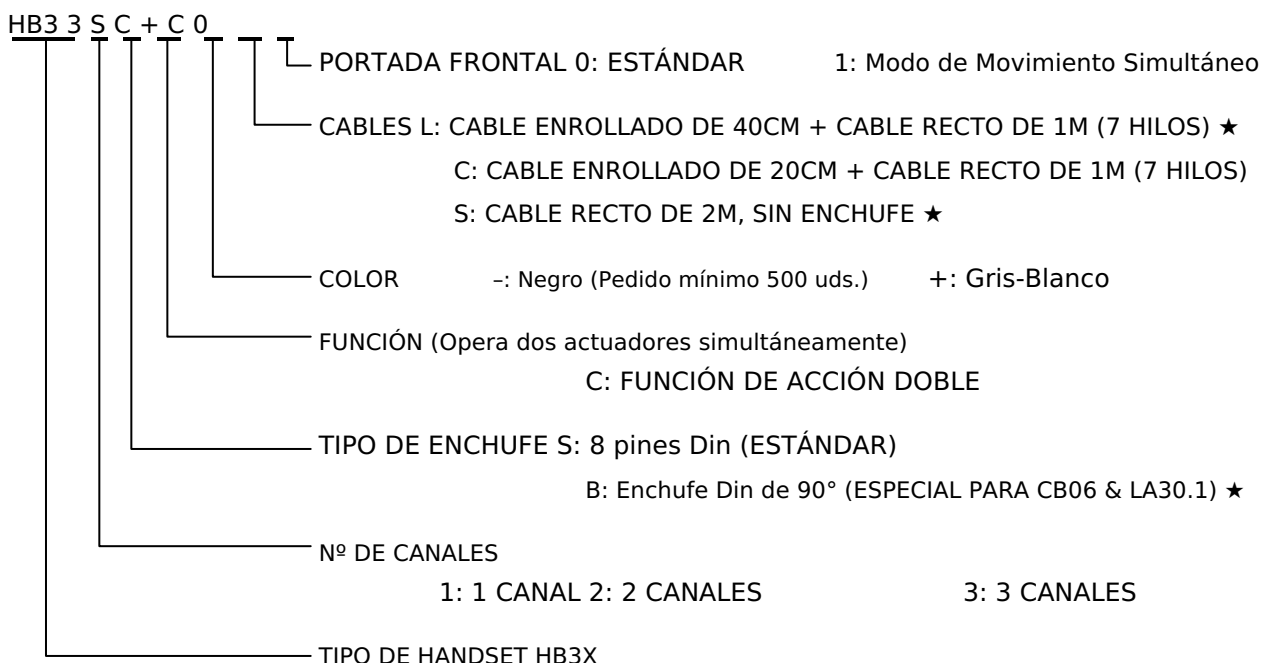 HB3 3 S C + C 0
PORTADA FRONTAL 0: ESTÁNDAR 1: Modo de Movimiento Simultáneo
CABLES L: CABLE ENROLLADO DE 40CM + CABLE RECTO DE 1M (7 HILOS) ★
C: CABLE ENROLLADO DE 20CM + CABLE RECTO DE 1M (7 HILOS)
S: CABLE RECTO DE 2M, SIN ENCHUFE ★
COLOR –: Negro (Pedido mínimo 500 uds.) +: Gris-Blanco
FUNCIÓN (Opera dos actuadores simultáneamente)
C: FUNCIÓN DE ACCIÓN DOBLE
TIPO DE ENCHUFE S: 8 pines Din (ESTÁNDAR)
B: Enchufe Din de 90° (ESPECIAL PARA CB06 & LA30.1) ★
Nº DE CANALES
1: 1 CANAL 2: 2 CANALES 3: 3 CANALES
TIPO DE HANDSET HB3X